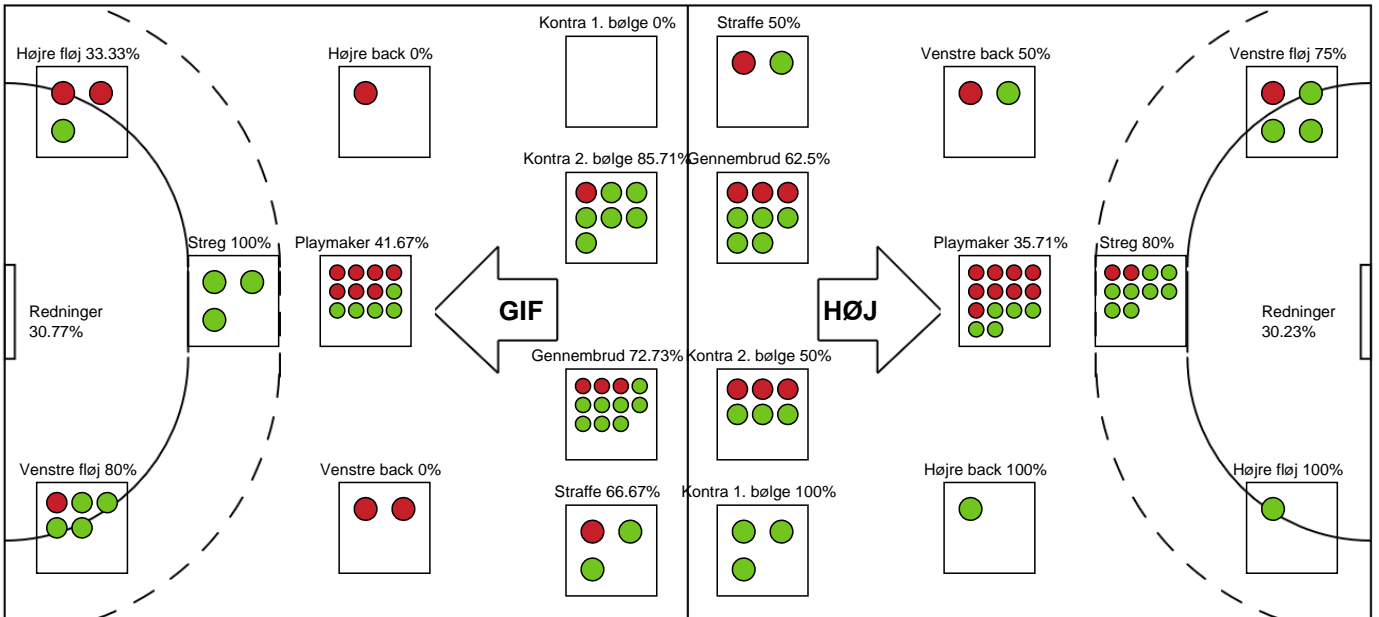 Kontra 1. bølge 0%
Straffe 50%
Højre fløj 33.33%
Højre back 0%
Venstre back 50%
Venstre fløj 75%
Kontra 2. bølge 85.71%
Gennembrud 62.5%
Streg 100%
Playmaker 41.67%
Playmaker 35.71%
Streg 80%
Redninger
30.77%
GIF
HØJ
Redninger
30.23%
Gennembrud 72.73%
Kontra 2. bølge 50%
Venstre fløj 80%
Venstre back 0%
Højre back 100%
Højre fløj 100%
Straffe 66.67%
Kontra 1. bølge 100%